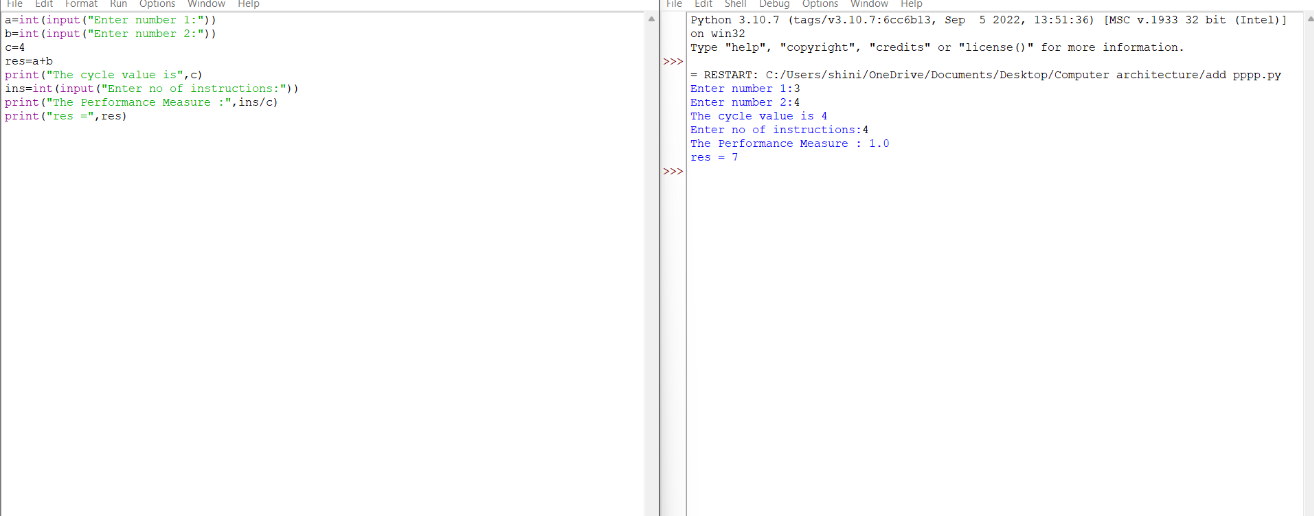 File Edit Format Run Options Window Help
a=int(input("Enter number 1:"))
b=int(input("Enter number 2:"))
c=4
res=a+b
print("The cycle value is",c)
ins=int(input("Enter no of instructions:"))
print("The Performance Measure :",ins/c)
print("res =",res)
File Edit Shell Debug Options Window Help
Python 3.10.7 (tags/v3.10.7:6cc6b13, Sep  5 2022, 13:51:36) [MSC v.1933 32 bit (Intel)]
on win32
Type "help", "copyright", "credits" or "license()" for more information.
>>>
= RESTART: C:/Users/shini/OneDrive/Documents/Desktop/Computer architecture/add pppp.py
Enter number 1:3
Enter number 2:4
The cycle value is 4
Enter no of instructions:4
The Performance Measure : 1.0
res = 7
>>>